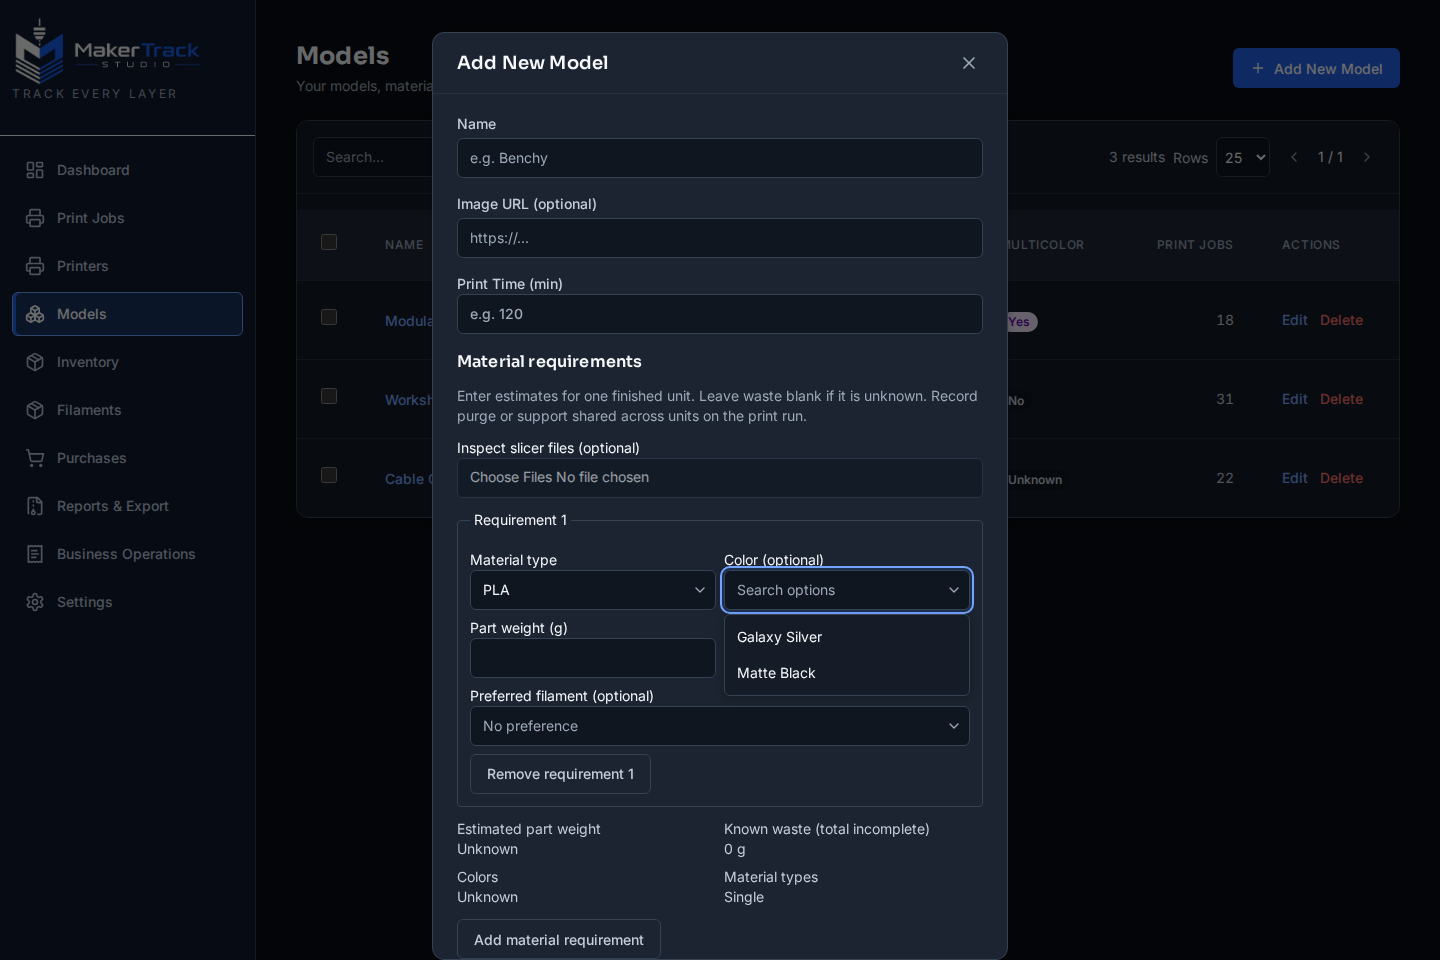 MakerTrack
STUDIO
TRACK EVERY LAYER
Dashboard
Print Jobs
Printers
Models
Inventory
Filaments
Purchases
Reports & Export
Business Operations
Settings
Models
Your models, materia
Add New Model
Search...
3 results Rows 25 1 / 1
NAME MULTICOLOR PRINT JOBS ACTIONS
Modula Yes 18 Edit Delete
Worksh No 31 Edit Delete
Cable Unknown 22 Edit Delete
Add New Model
Name
e.g. Benchy
Image URL (optional)
https://...
Print Time (min)
e.g. 120
Material requirements
Enter estimates for one finished unit. Leave waste blank if it is unknown. Record
purge or support shared across units on the print run.
Inspect slicer files (optional)
Choose Files No file chosen
Requirement 1
Material type Color (optional)
PLA Search options
Galaxy Silver
Matte Black
Part weight (g)
Preferred filament (optional)
No preference
Remove requirement 1
Estimated part weight Known waste (total incomplete)
Unknown 0 g
Colors Material types
Unknown Single
Add material requirement